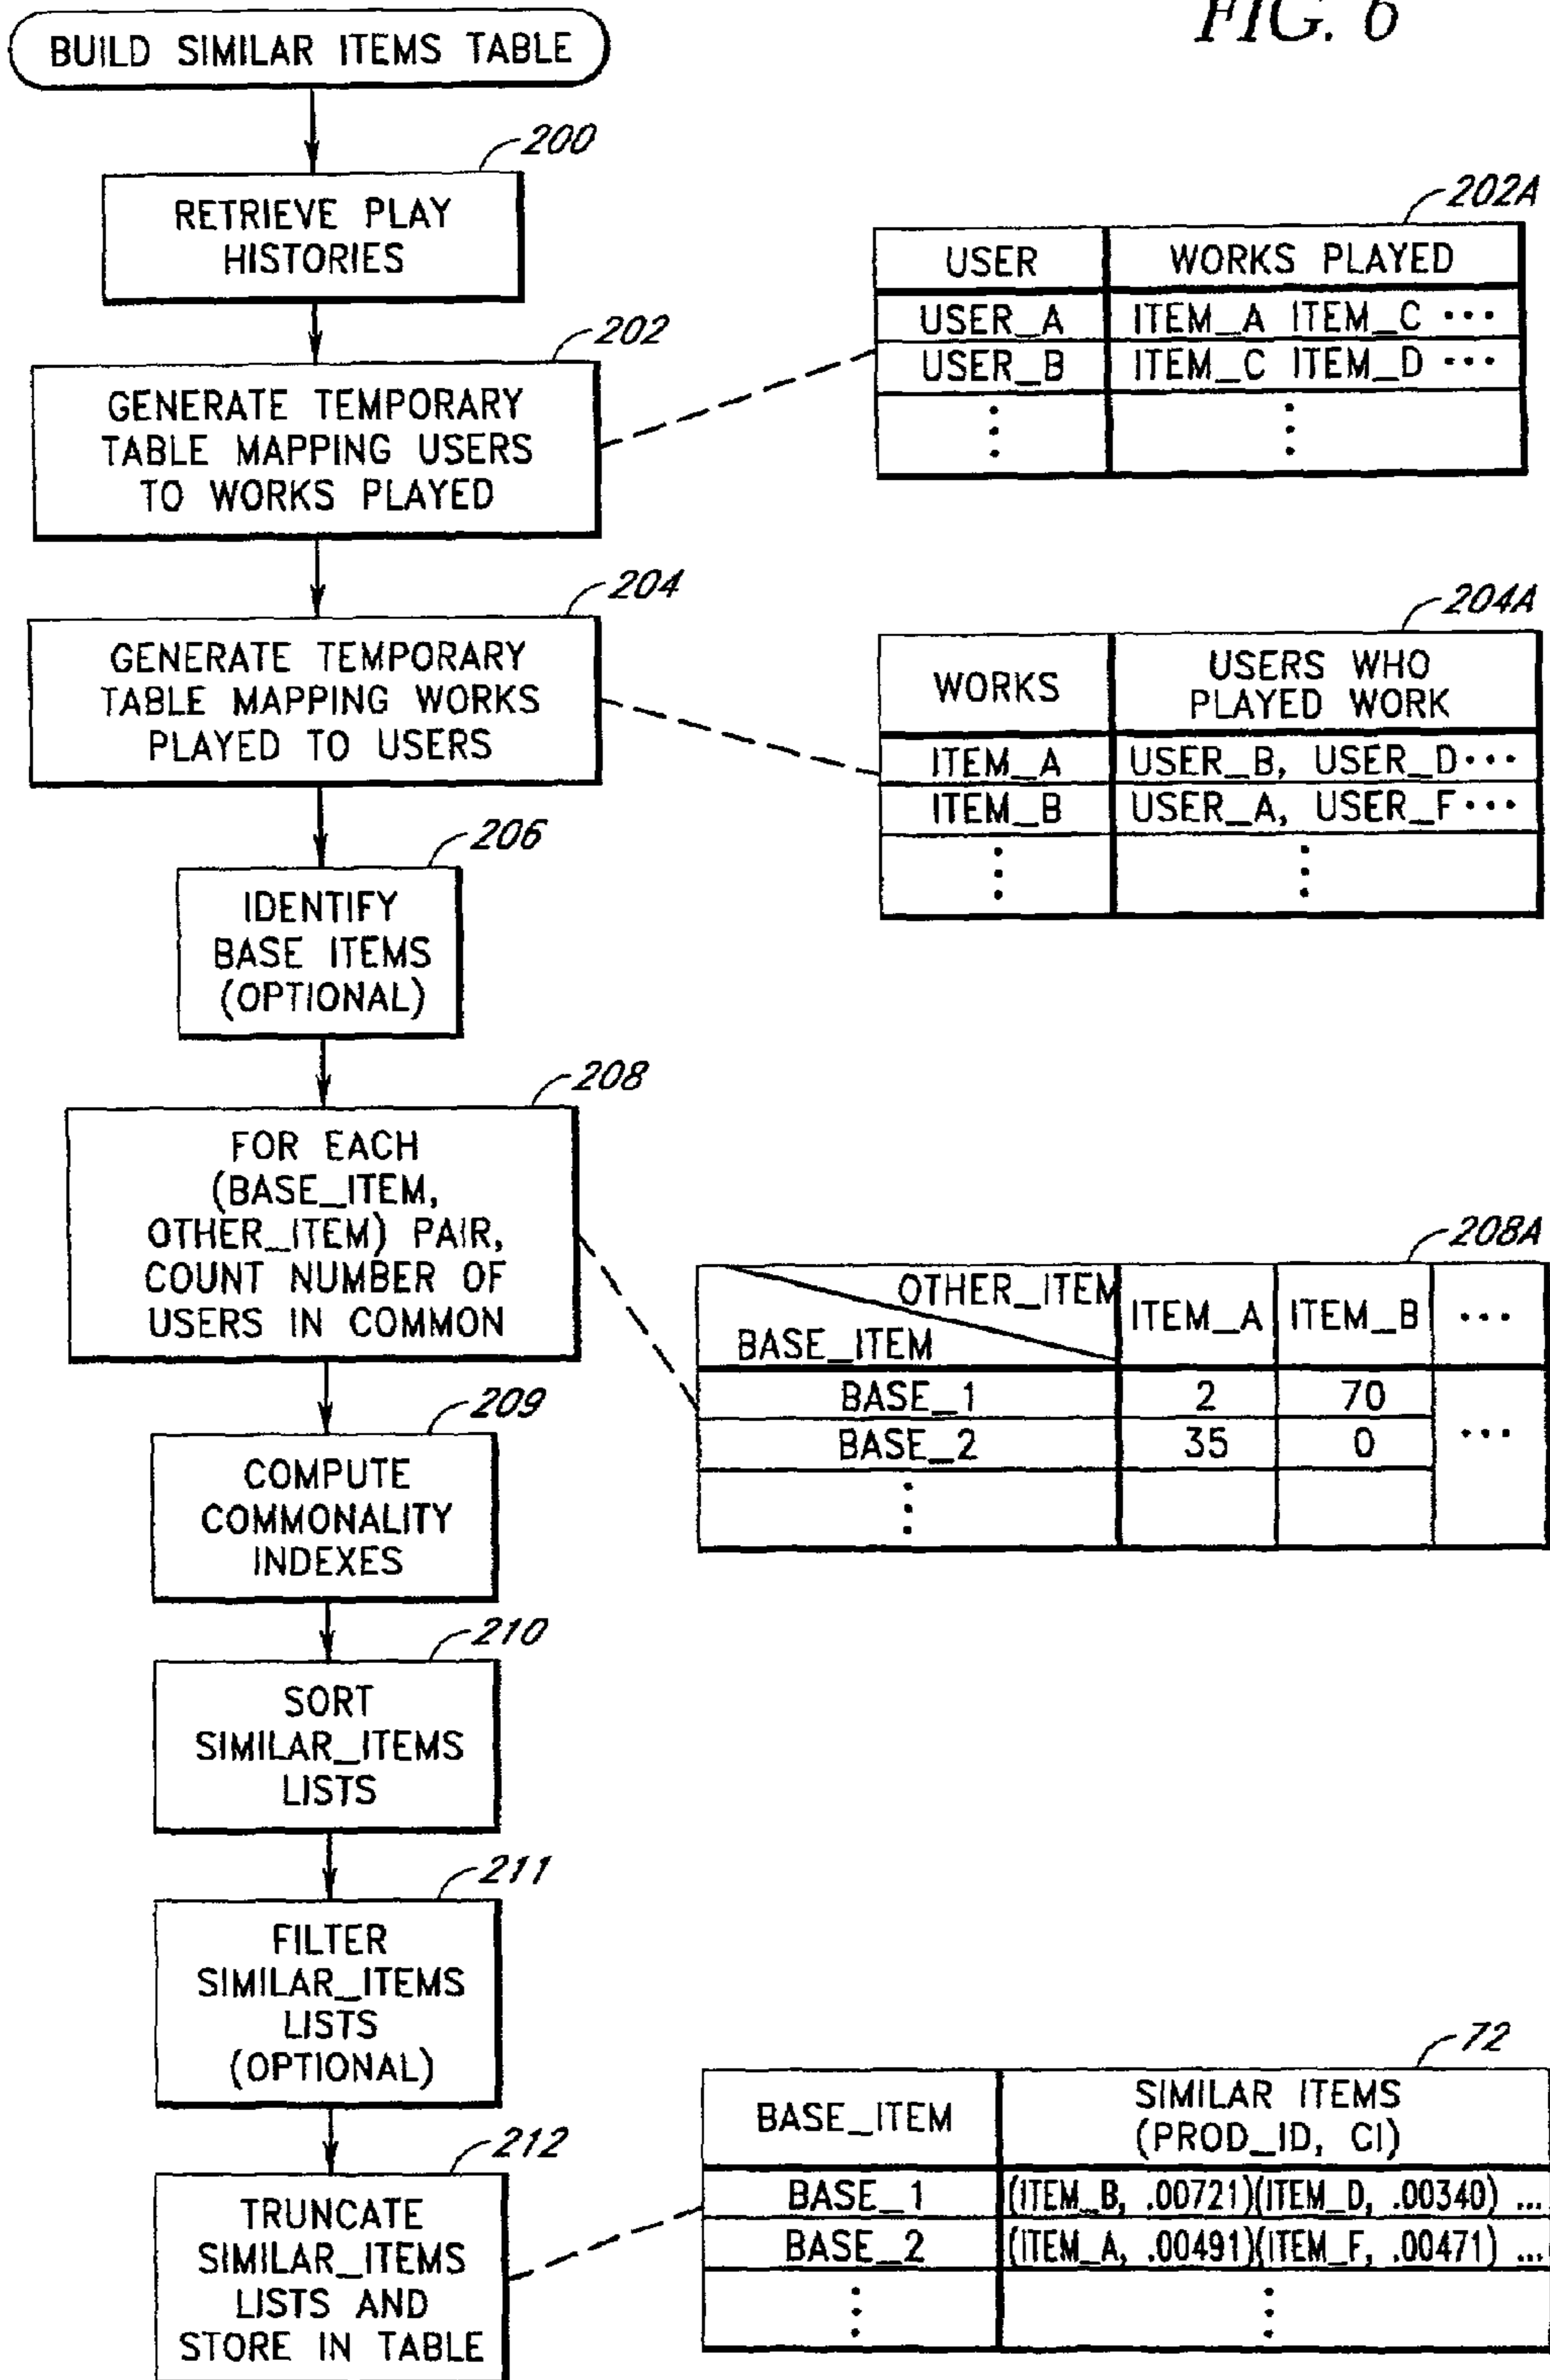 FIG. 6
BUILD SIMILAR ITEMS TABLE
200
RETRIEVE PLAY
HISTORIES
202
GENERATE TEMPORARY
TABLE MAPPING USERS
TO WORKS PLAYED
202A
USER WORKS PLAYED
USER_A ITEM_A ITEM_C ...
USER_B ITEM_C ITEM_D ...
204
GENERATE TEMPORARY
TABLE MAPPING WORKS
PLAYED TO USERS
204A
WORKS
USERS WHO
PLAYED WORK
ITEM_A USER_B, USER_D...
ITEM_B USER_A, USER_F...
206
IDENTIFY
BASE ITEMS
(OPTIONAL)
208
FOR EACH
(BASE_ITEM,
OTHER_ITEM) PAIR,
COUNT NUMBER OF
USERS IN COMMON
208A
OTHER_ITEM
BASE_ITEM
ITEM_A ITEM_B ...
BASE_1 2 70
BASE_2 35 0 ...
209
COMPUTE
COMMONALITY
INDEXES
210
SORT
SIMILAR_ITEMS
LISTS
211
FILTER
SIMILAR_ITEMS
LISTS
(OPTIONAL)
212
TRUNCATE
SIMILAR_ITEMS
LISTS AND
STORE IN TABLE
72
BASE_ITEM
SIMILAR ITEMS
(PROD_ID, CI)
BASE_1 (ITEM_B, .00721)(ITEM_D, .00340) ...
BASE_2 (ITEM_A, .00491)(ITEM_F, .00471) ...